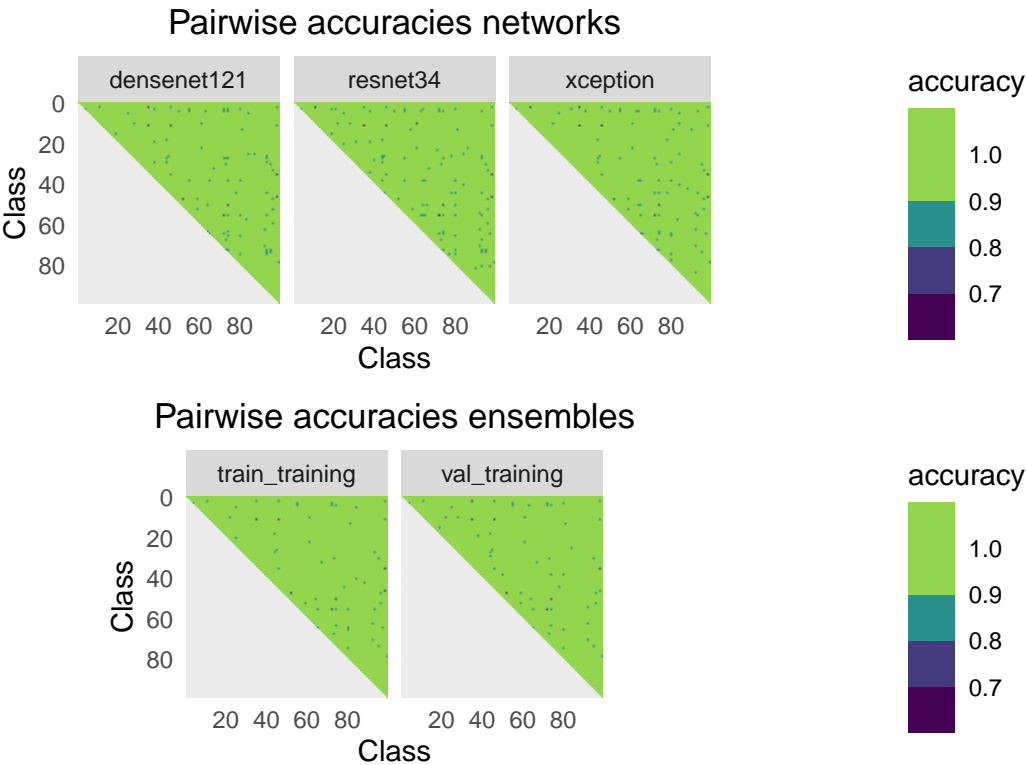 Pairwise accuracies networks
densenet121 resnet34 xception
accuracy
0
20
40
60
80
Class
20 40 60 80 20 40 60 80 20 40 60 80
Class
1.0
0.9
0.8
0.7
Pairwise accuracies ensembles
train_training val_training
accuracy
0
20
40
60
80
Class
20 40 60 80 20 40 60 80
Class
1.0
0.9
0.8
0.7